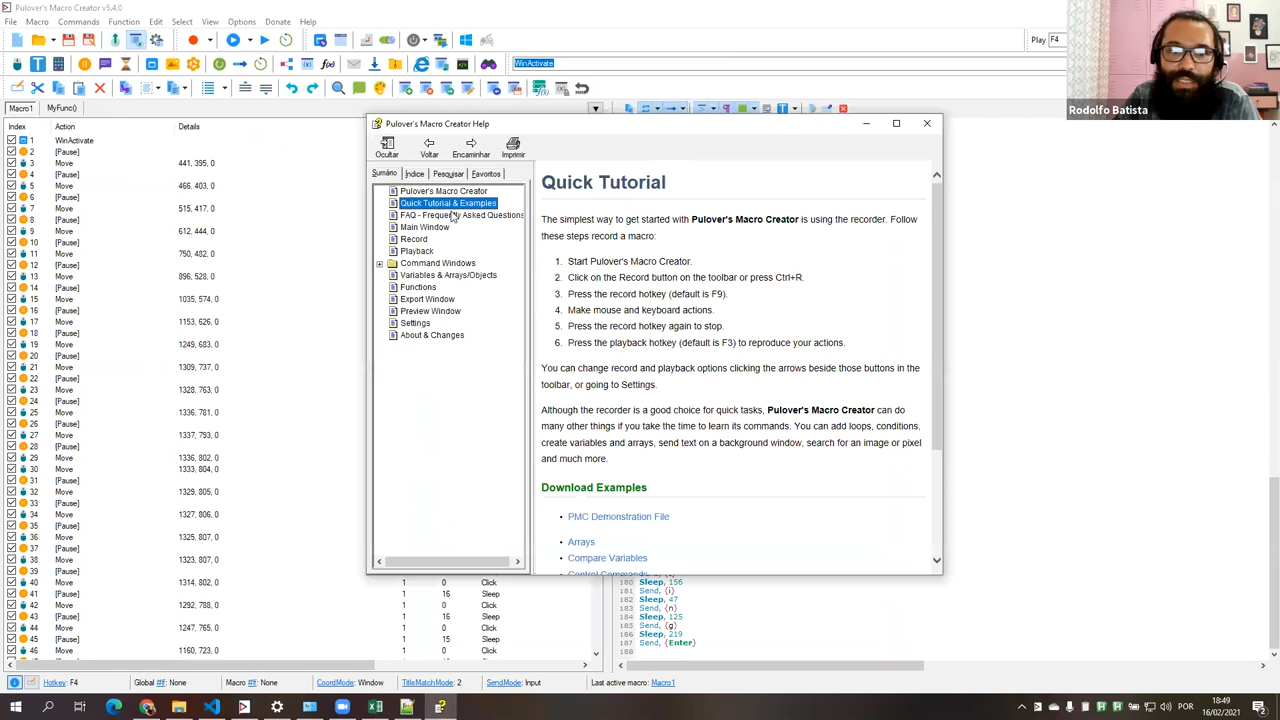 Pulover's Macro Creator v5.4.0
File Macro Commands Function Edit Select View Options Donate Help
Play F4
WinActivate
Rodolfo Batista
Macro1 MyFunc()
Index Action Details
1 WinActivate
2 [Pause]
3 Move 441, 395, 0
4 [Pause]
5 Move 466, 403, 0
6 [Pause]
7 Move 515, 417, 0
8 [Pause]
9 Move 612, 444, 0
10 [Pause]
11 Move 750, 482, 0
12 [Pause]
13 Move 896, 528, 0
14 [Pause]
15 Move 1035, 574, 0
16 [Pause]
17 Move 1153, 626, 0
18 [Pause]
19 Move 1249, 683, 0
20 [Pause]
21 Move 1309, 737, 0
22 [Pause]
23 Move 1328, 763, 0
24 [Pause]
25 Move 1336, 781, 0
26 [Pause]
27 Move 1337, 793, 0
28 [Pause]
29 Move 1336, 802, 0
30 Move 1333, 804, 0
31 [Pause]
32 Move 1329, 805, 0
33 [Pause]
34 Move 1327, 806, 0
35 [Pause]
36 Move 1325, 807, 0
37 [Pause]
38 Move 1323, 807, 0
39 [Pause]
40 Move 1314, 802, 0 1 0 Click
41 [Pause] 1 16 Sleep
42 Move 1292, 788, 0 1 0 Click
43 [Pause] 1 16 Sleep
44 Move 1247, 765, 0 1 0 Click
45 [Pause] 1 15 Sleep
46 Move 1160, 723, 0 1 0 Click
Pulover's Macro Creator Help
Ocultar Voltar Encaminhar Imprimir
Sumário Índice Pesquisar Favoritos
Pulover's Macro Creator
Quick Tutorial & Examples
FAQ - Frequently Asked Questions
Main Window
Record
Playback
Command Windows
Variables & Arrays/Objects
Functions
Export Window
Preview Window
Settings
About & Changes
Quick Tutorial
The simplest way to get started with Pulover's Macro Creator is using the recorder. Follow
these steps record a macro:
1. Start Pulover's Macro Creator.
2. Click on the Record button on the toolbar or press Ctrl+R.
3. Press the record hotkey (default is F9).
4. Make mouse and keyboard actions.
5. Press the record hotkey again to stop.
6. Press the playback hotkey (default is F3) to reproduce your actions.
You can change record and playback options clicking the arrows beside those buttons in the
toolbar, or going to Settings.
Although the recorder is a good choice for quick tasks, Pulover's Macro Creator can do
many other things if you take the time to learn its commands. You can add loops, conditions,
create variables and arrays, send text on a background window, search for an image or pixel
and much more.
Download Examples
• PMC Demonstration File
• Arrays
• Compare Variables
180 Send, {t}
181 Sleep, 156
182 Send, {i}
183 Sleep, 47
184 Send, {n}
185 Sleep, 125
186 Send, {g}
186 Sleep, 219
187 Send, {Enter}
188
Hotkey: F4 Global #If: None Macro #If: None CoordMode: Window TitleMatchMode: 2 SendMode: Input Last active macro: Macro1
POR
18:49
16/02/2021
2